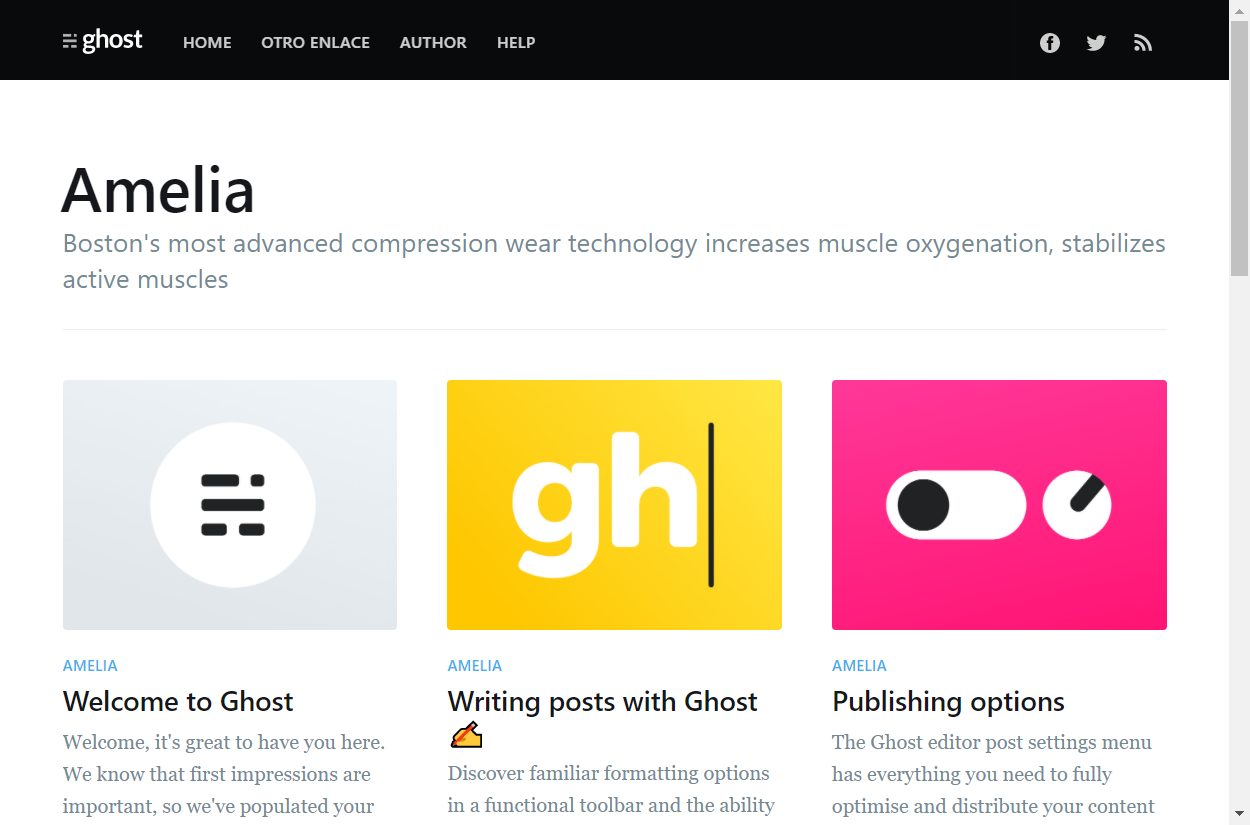 ghost HOME OTRO ENLACE AUTHOR HELP
Amelia
Boston's most advanced compression wear technology increases muscle oxygenation, stabilizes
active muscles
gh
AMELIA
Welcome to Ghost
Welcome, it's great to have you here.
We know that first impressions are
important, so we've populated your
AMELIA
Writing posts with Ghost
✍️
Discover familiar formatting options
in a functional toolbar and the ability
AMELIA
Publishing options
The Ghost editor post settings menu
has everything you need to fully
optimise and distribute your content